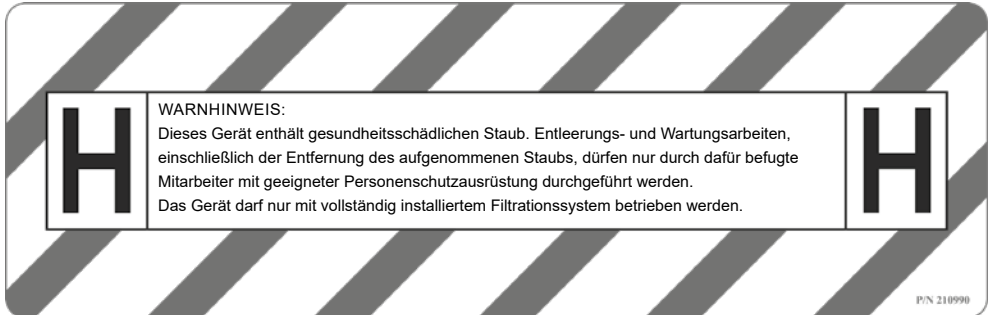 H
WARNHINWEIS:
Dieses Gerät enthält gesundheitsschädlichen Staub. Entleerungs- und Wartungsarbeiten,
einschließlich der Entfernung des aufgenommenen Staubs, dürfen nur durch dafür befugte
Mitarbeiter mit geeigneter Personenschutzausrüstung durchgeführt werden.
Das Gerät darf nur mit vollständig installiertem Filtrationssystem betrieben werden.
H
P/N 210990